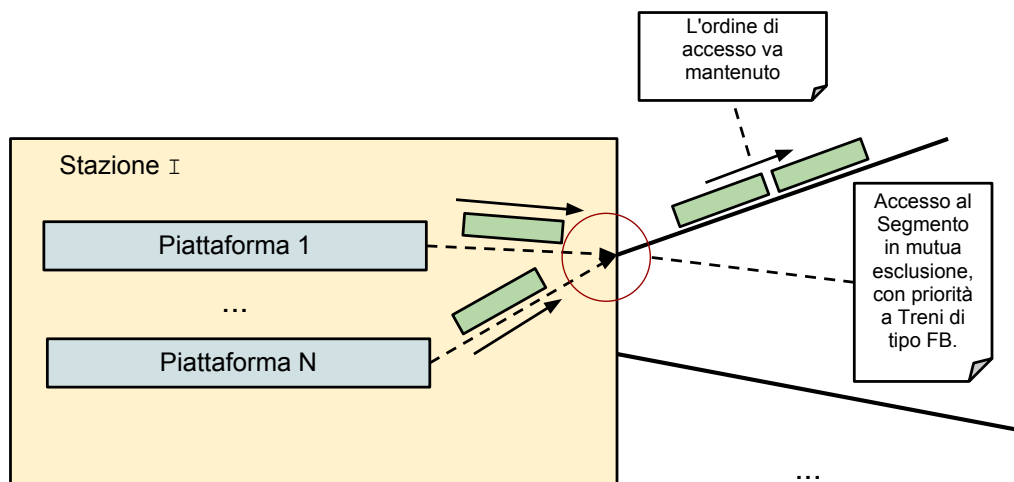 L'ordine di
accesso va
mantenuto
Stazione I
Piattaforma 1
...
Piattaforma N
Accesso al
Segmento
in mutua
esclusione,
con priorità
a Treni di
tipo FB.
...